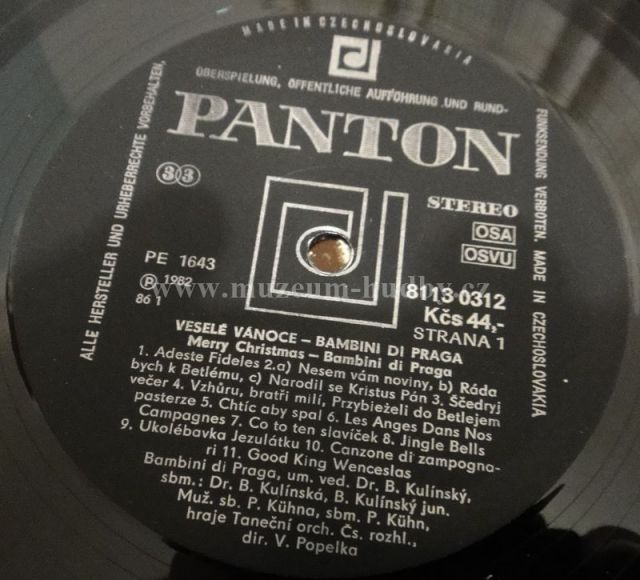 MADE IN CZECHOSLOVAKIA
ÜBERSPIELUNG, ÖFFENTLICHE AUFFÜHRUNG UND RUND-
FUNKSENDUNG VERBOTEN. MADE IN CZECHOSLOVAKIA
ALLE HERSTELLER UND URHEBERRECHTE VORBEHALTEN,
PANTON
33
STEREO
OSA
OSVU
PE 1643
Ⓟ 1982
86 1
8113 0312
Kčs 44,-
STRANA 1
www.muzeum-hudby.cz
VESELÉ VÁNOCE – BAMBINI DI PRAGA
Merry Christmas – Bambini di Praga
1. Adeste Fideles 2.a) Nesem vám noviny, b) Ráda
bych k Betlému, c) Narodil se Kristus Pán 3. Ščedryj
večer 4. Vzhůru, bratři milí, Przybieżeli do Betlejem
pasterze 5. Chtíc aby spal 6. Les Anges Dans Nos
Campagnes 7. Co to ten slavíček 8. Jingle Bells
9. Ukolébavka Jezulátku 10. Canzone di zampogna-
ri 11. Good King Wenceslas
Bambini di Praga, um. ved. Dr. B. Kulínský,
sbm.: Dr. B. Kulínská, B. Kulínský jun.
Muž. sb. P. Kühna, sbm. P. Kühn,
hraje Taneční orch. Čs. rozhl.,
dir. V. Popelka